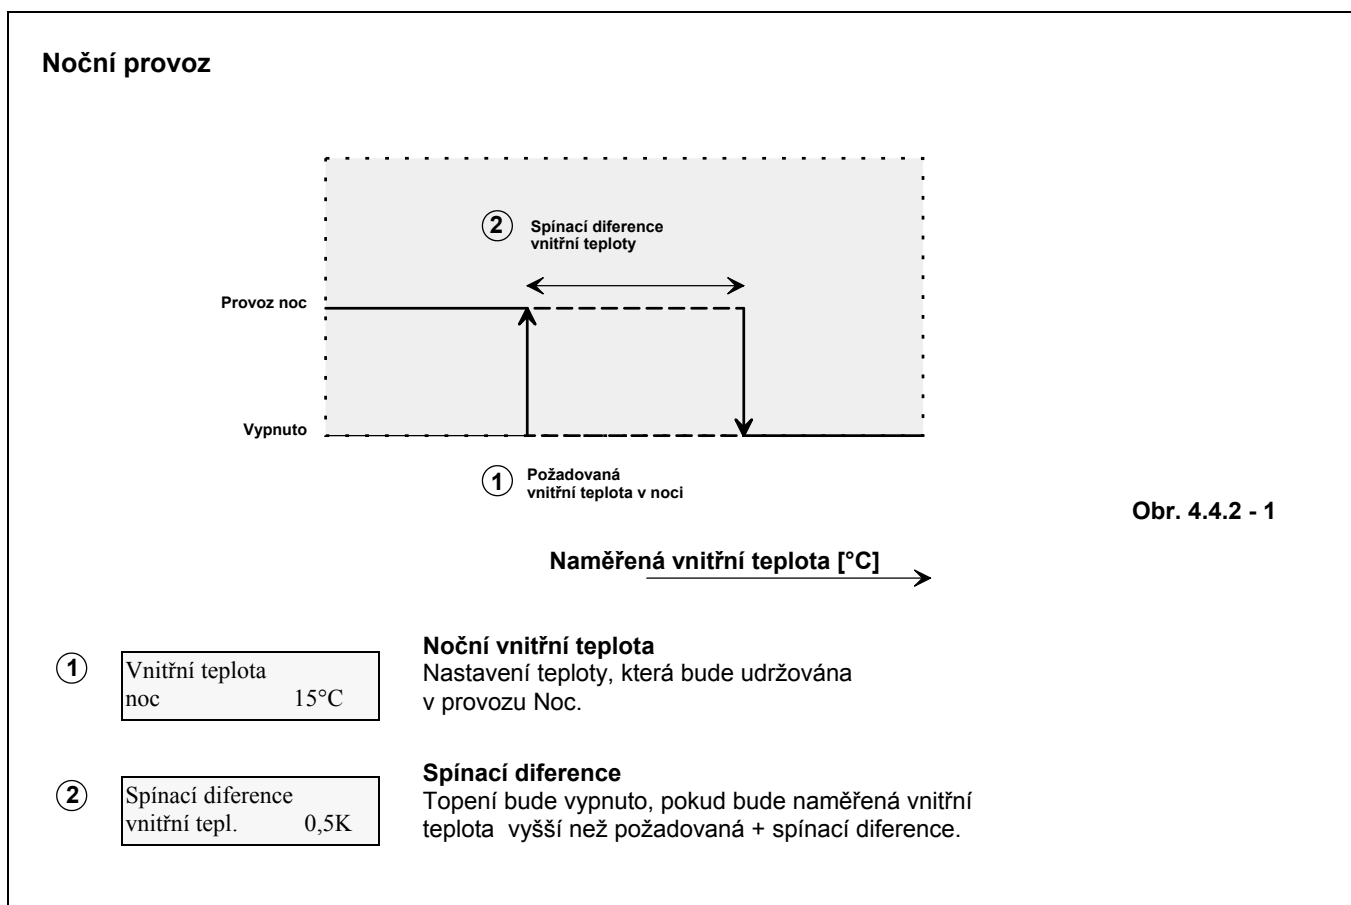 Noční provoz
2
Spínací diference
vnitřní teploty
Provoz noc
Vypnuto
1
Požadovaná
vnitřní teplota v noci
Obr. 4.4.2 - 1
Naměřená vnitřní teplota [°C]
1
Vnitřní teplota
noc 15°C
Noční vnitřní teplota
Nastavení teploty, která bude udržována
v provozu Noc.
2
Spínací diference
vnitřní tepl. 0,5K
Spínací diference
Topení bude vypnuto, pokud bude naměřená vnitřní
teplota vyšší než požadovaná + spínací diference.